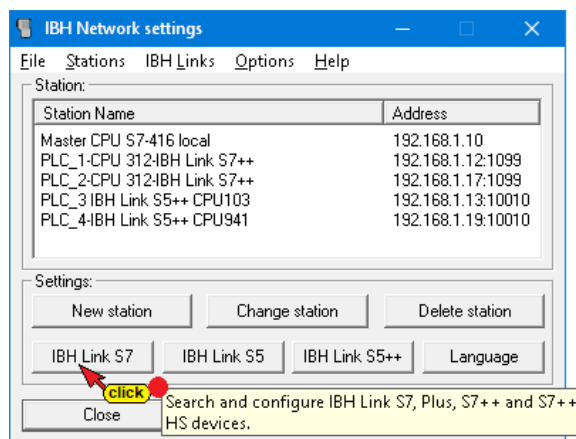 IBH Network settings
File Stations IBH Links Options Help
Station:
Station Name Address
Master CPU S7-416 local 192.168.1.10
PLC_1-CPU 312-IBH Link S7++ 192.168.1.12:1099
PLC_2-CPU 312-IBH Link S7++ 192.168.1.17:1099
PLC_3 IBH Link S5++ CPU103 192.168.1.13:10010
PLC_4-IBH Link S5++ CPU941 192.168.1.19:10010
Settings:
New station Change station Delete station
IBH Link S7 IBH Link S5 IBH Link S5++ Language
click
Close
Search and configure IBH Link S7, Plus, S7++ and S7++
HS devices.